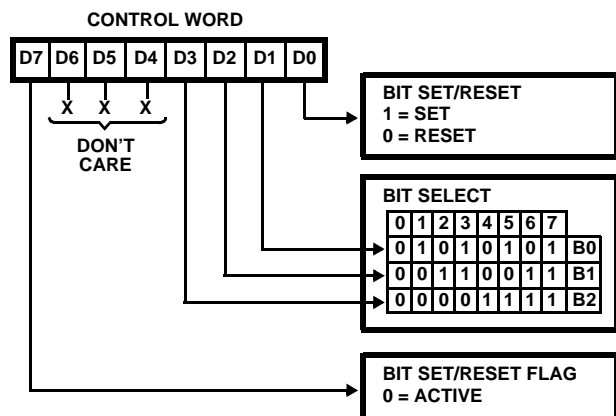 CONTROL WORD
D7 D6 D5 D4 D3 D2 D1 D0
X X X
DON'T
CARE
BIT SET/RESET
1 = SET
0 = RESET
BIT SELECT
0 1 2 3 4 5 6 7
0 1 0 1 0 1 0 1 B0
0 0 1 1 0 0 1 1 B1
0 0 0 0 1 1 1 1 B2
BIT SET/RESET FLAG
0 = ACTIVE